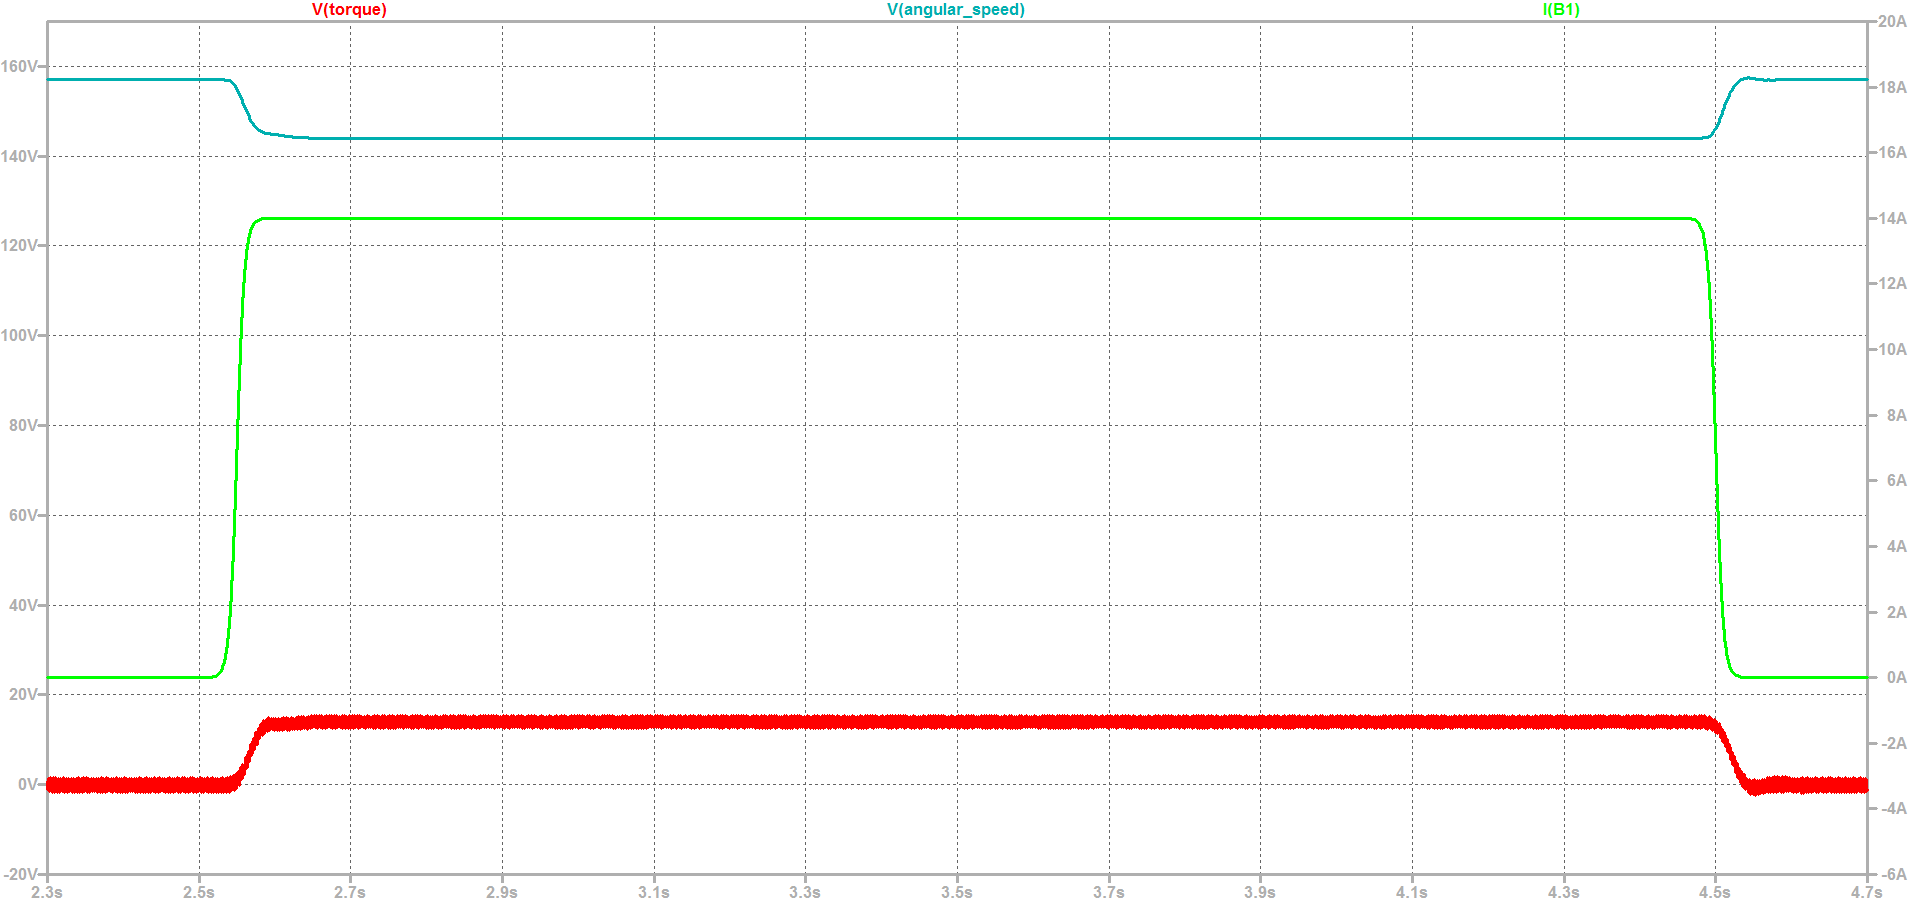 V(torque) V(angular_speed) I(B1)
20A
160V
18A
140V
16A
14A
120V
12A
100V
10A
80V
8A
60V
6A
4A
40V
2A
20V
0A
-2A
0V
-4A
-20V
-6A
2.3s 2.5s 2.7s 2.9s 3.1s 3.3s 3.5s 3.7s 3.9s 4.1s 4.3s 4.5s 4.7s